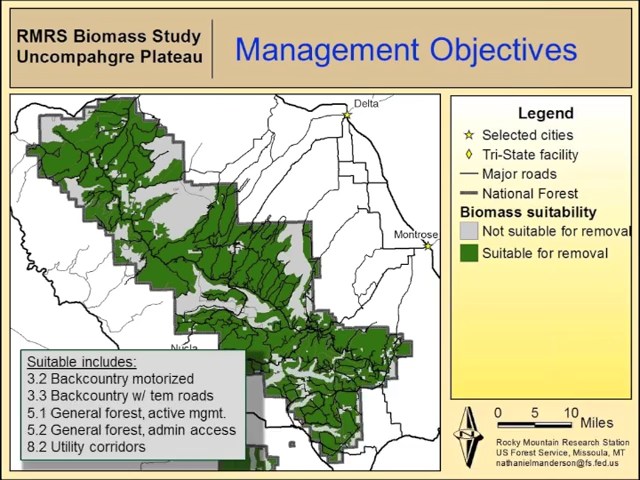 RMRS Biomass Study
Uncompahgre Plateau
Management Objectives
Delta
Montrose
Nucla
Legend
Selected cities
Tri-State facility
Major roads
National Forest
Biomass suitability
Not suitable for removal
Suitable for removal
Suitable includes:
3.2 Backcountry motorized
3.3 Backcountry w/ tem roads
5.1 General forest, active mgmt.
5.2 General forest, admin access
8.2 Utility corridors
0 5 10
Miles
Rocky Mountain Research Station
US Forest Service, Missoula, MT
nathanielmanderson@fs.fed.us